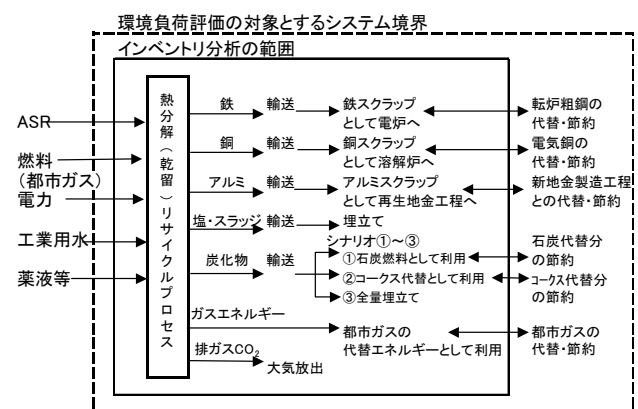 環境負荷評価の対象とするシステム境界
インベントリ分析の範囲
ASR
燃料
(都市ガス)
電力
工業用水
薬液等
熱分解(乾留)リサイクルプロセス
鉄 輸送 鉄スクラップ
として電炉へ
転炉粗鋼の
代替・節約
銅 輸送 銅スクラップ
として溶解炉へ
電気銅の
代替・節約
アルミ 輸送 アルミスクラップ
として再生地金工程へ
新地金製造工程
との代替・節約
塩・スラッジ 輸送 埋立て
シナリオ①~③
炭化物 輸送
①石炭燃料として利用
②コークス代替として利用
③全量埋立て
石炭代替分
の節約
コークス代替分
の節約
ガスエネルギー
都市ガスの
代替エネルギーとして利用
都市ガスの
代替・節約
排ガスCO2
大気放出